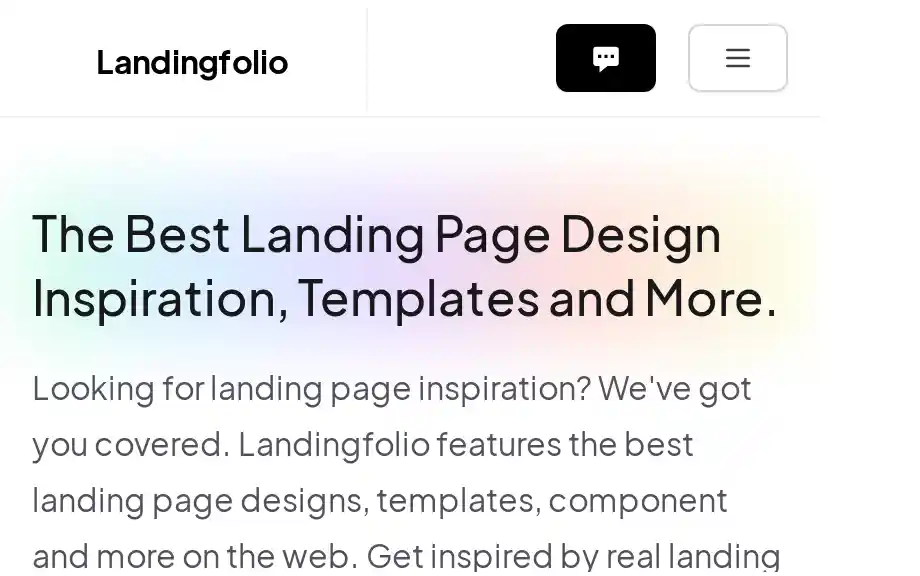 Landingfolio
The Best Landing Page Design
Inspiration, Templates and More.
Looking for landing page inspiration? We've got
you covered. Landingfolio features the best
landing page designs, templates, component
and more on the web. Get inspired by real landing